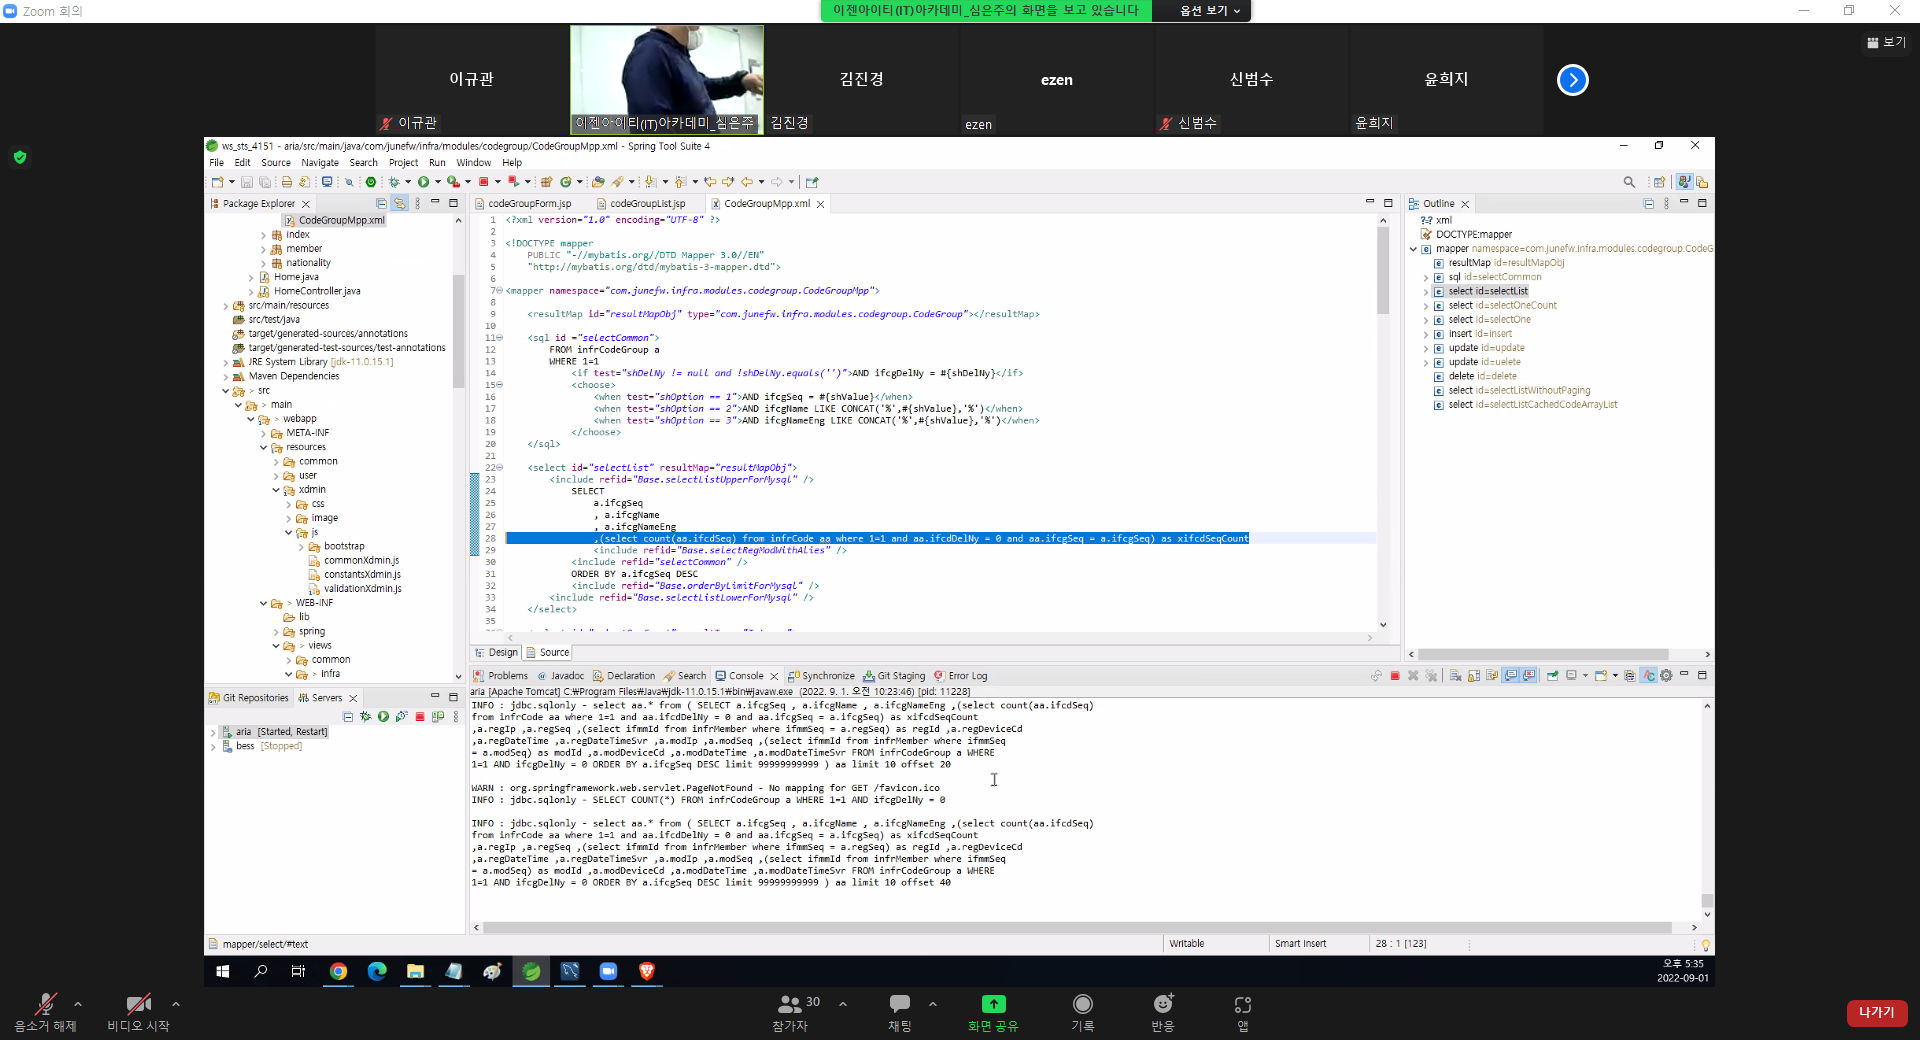 Zoom 회의
이젠아이티(IT)아카데미_심은주의 화면을 보고 있습니다
옵션 보기
보기
이규관
김진경
ezen
신범수
윤희지
이규관
이젠아이티(IT)아카데미_심은주
김진경
ezen
신범수
윤희지
ws_sts_4151 - aria/src/main/java/com/junefw/infra/modules/codegroup/CodeGroupMpp.xml - Spring Tool Suite 4
File Edit Source Navigate Search Project Run Window Help
Package Explorer
CodeGroupMpp.xml
index
member
nationality
Home.java
HomeController.java
src/main/resources
src/test/java
target/generated-sources/annotations
target/generated-test-sources/test-annotations
JRE System Library [jdk-11.0.15.1]
Maven Dependencies
> src
> main
> webapp
META-INF
resources
common
user
xdmin
css
image
js
bootstrap
commonXdmin.js
constantsXdmin.js
validationXdmin.js
> WEB-INF
lib
spring
> views
common
> infra
codeGroupForm.jsp
codeGroupList.jsp
CodeGroupMpp.xml
1 <?xml version="1.0" encoding="UTF-8" ?>
2
3 <!DOCTYPE mapper
4 PUBLIC "-//mybatis.org//DTD Mapper 3.0//EN"
5 "http://mybatis.org/dtd/mybatis-3-mapper.dtd">
6
7 <mapper namespace="com.junefw.infra.modules.codegroup.CodeGroupMpp">
8
9 <resultMap id="resultMapObj" type="com.junefw.infra.modules.codegroup.CodeGroup"></resultMap>
10
11 <sql id ="selectCommon">
12 FROM infrCodeGroup a
13 WHERE 1=1
14 <if test="shDelNy != null and !shDelNy.equals('')">AND ifcgDelNy = #{shDelNy}</if>
15 <choose>
16 <when test="shOption == 1">AND ifcgSeq = #{shValue}</when>
17 <when test="shOption == 2">AND ifcgName LIKE CONCAT('%',#{shValue},'%')</when>
18 <when test="shOption == 3">AND ifcgNameEng LIKE CONCAT('%',#{shValue},'%')</when>
19 </choose>
20 </sql>
21
22 <select id="selectList" resultMap="resultMapObj">
23 <include refid="Base.selectListUpperForMysql" />
24 SELECT
25 a.ifcgSeq
26 , a.ifcgName
27 , a.ifcgNameEng
28 ,(select count(aa.ifcdSeq) from infrCode aa where 1=1 and aa.ifcdDelNy = 0 and aa.ifcgSeq = a.ifcgSeq) as xifcdSeqCount
29 <include refid="Base.selectRegModWithAlies" />
30 <include refid="selectCommon" />
31 ORDER BY a.ifcgSeq DESC
32 <include refid="Base.orderByLimitForMysql" />
33 <include refid="Base.selectListLowerForMysql" />
34 </select>
35
Design Source
Outline
xml
DOCTYPE:mapper
mapper namespace=com.junefw.infra.modules.codegroup.CodeG
resultMap id=resultMapObj
sql id=selectCommon
select id=selectList
select id=selectOneCount
select id=selectOne
insert id=insert
update id=update
update id=uelete
delete id=delete
select id=selectListWithoutPaging
select id=selectListCachedCodeArrayList
Git Repositories Servers
aria [Started, Restart]
bess [Stopped]
Problems Javadoc Declaration Search Console Synchronize Git Staging Error Log
aria [Apache Tomcat] C:₩Program Files₩Java₩jdk-11.0.15.1₩bin₩javaw.exe (2022. 9. 1. 오전 10:23:46) [pid: 11228]
INFO : jdbc.sqlonly - select aa.* from ( SELECT a.ifcgSeq , a.ifcgName , a.ifcgNameEng ,(select count(aa.ifcdSeq)
from infrCode aa where 1=1 and aa.ifcdDelNy = 0 and aa.ifcgSeq = a.ifcgSeq) as xifcdSeqCount
,a.regIp ,a.regSeq ,(select ifmmId from infrMember where ifmmSeq = a.regSeq) as regId ,a.regDeviceCd
,a.regDateTime ,a.regDateTimeSvr ,a.modIp ,a.modSeq ,(select ifmmId from infrMember where ifmmSeq
= a.modSeq) as modId ,a.modDeviceCd ,a.modDateTime ,a.modDateTimeSvr FROM infrCodeGroup a WHERE
1=1 AND ifcgDelNy = 0 ORDER BY a.ifcgSeq DESC limit 99999999999 ) aa limit 10 offset 20
WARN : org.springframework.web.servlet.PageNotFound - No mapping for GET /favicon.ico
INFO : jdbc.sqlonly - SELECT COUNT(*) FROM infrCodeGroup a WHERE 1=1 AND ifcgDelNy = 0
INFO : jdbc.sqlonly - select aa.* from ( SELECT a.ifcgSeq , a.ifcgName , a.ifcgNameEng ,(select count(aa.ifcdSeq)
from infrCode aa where 1=1 and aa.ifcdDelNy = 0 and aa.ifcgSeq = a.ifcgSeq) as xifcdSeqCount
,a.regIp ,a.regSeq ,(select ifmmId from infrMember where ifmmSeq = a.regSeq) as regId ,a.regDeviceCd
,a.regDateTime ,a.regDateTimeSvr ,a.modIp ,a.modSeq ,(select ifmmId from infrMember where ifmmSeq
= a.modSeq) as modId ,a.modDeviceCd ,a.modDateTime ,a.modDateTimeSvr FROM infrCodeGroup a WHERE
1=1 AND ifcgDelNy = 0 ORDER BY a.ifcgSeq DESC limit 99999999999 ) aa limit 10 offset 40
mapper/select/#text
Writable
Smart Insert
28 : 1 [123]
오후 5:35
2022-09-01
음소거 해제
비디오 시작
30
참가자
채팅
화면 공유
기록
반응
앱
나가기